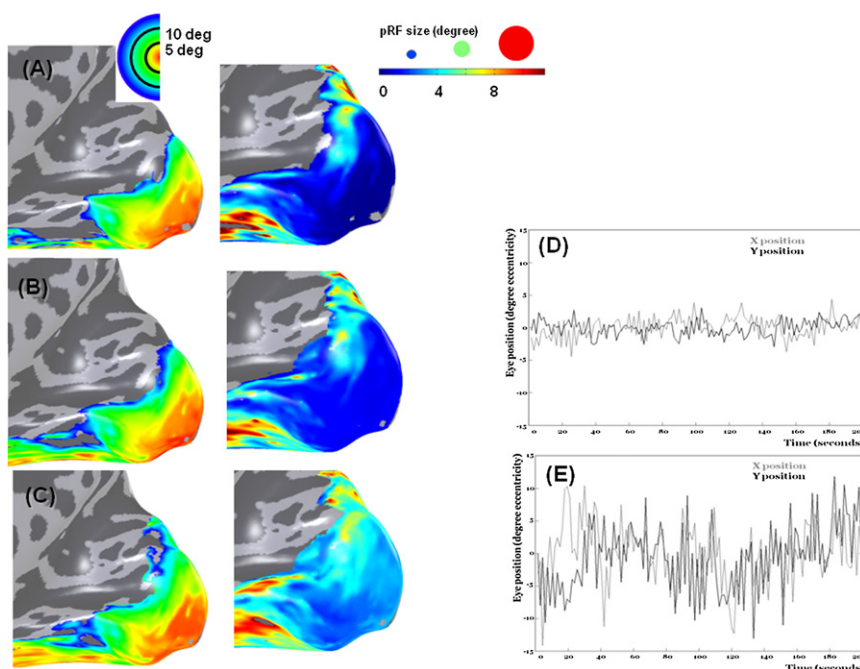 10 deg
5 deg
(A)
pRF size (degree)
0 4 8
(B)
(C)
(D)
X position
Y position
Eye position (degree eccentricity)
15
10
5
0
-5
-10
-15
0 20 40 60 80 100 120 140 160 180 20
Time (seconds
(E)
X position
Y position
Eye position (degree eccentricity)
15
10
5
0
-5
-10
-15
0 20 40 60 80 100 120 140 160 180 20
Time (seconds